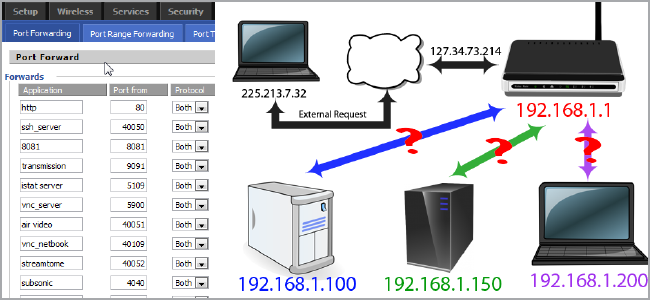 Setup Wireless Services Security
Port Forwarding Port Range Forwarding Port T
Port Forward
Forwards
Application Port from Protocol
http 80 Both
ssh_server 40050 Both
8081 8081 Both
transmission 9091 Both
istat server 5109 Both
vnc_server 5900 Both
air video 40051 Both
vnc_netbook 40109 Both
streamtome 40052 Both
subsonic 4040 Both
127.34.73.214
225.213.7.32
External Request
192.168.1.1
? ? ?
192.168.1.100
192.168.1.150
192.168.1.200